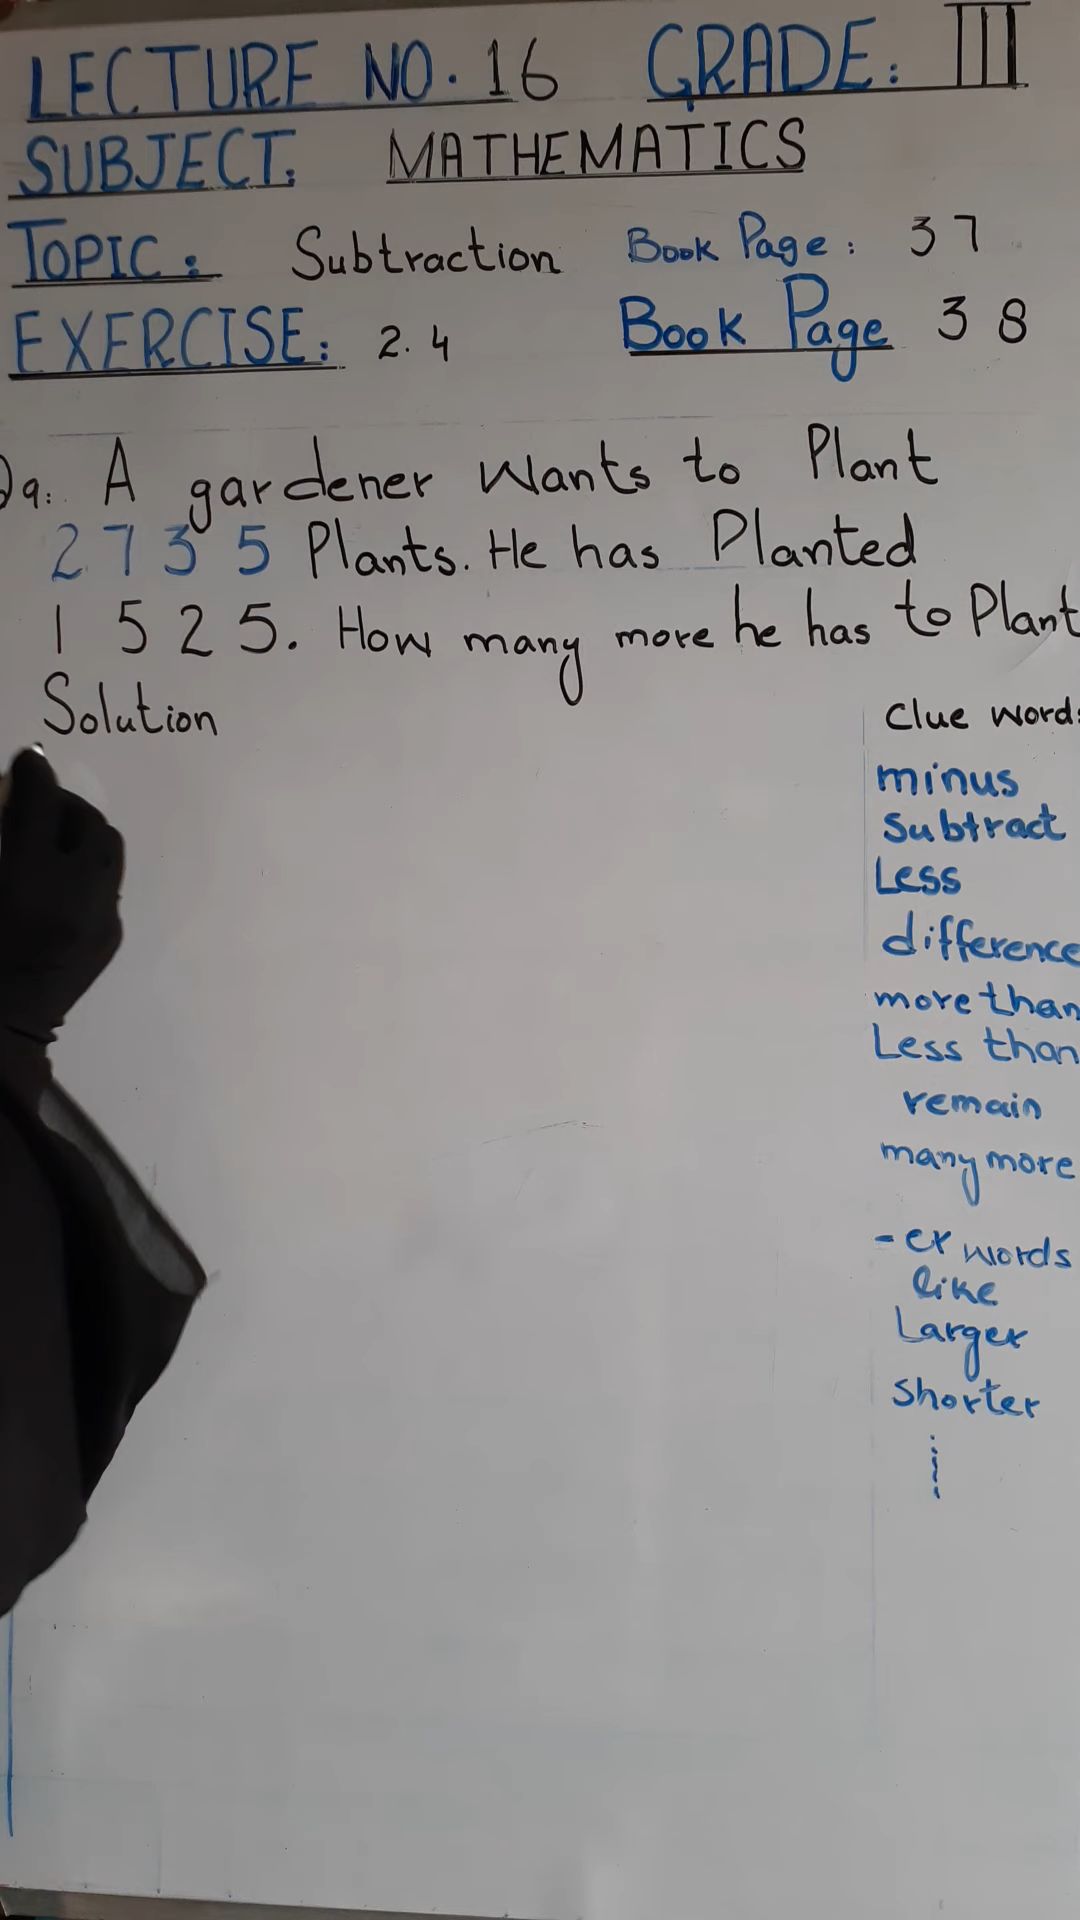 LECTURE NO. 16 GRADE: III
SUBJECT: MATHEMATICS
TOPIC: Subtraction Book Page: 37
EXERCISE: 2.4 Book Page 38
Q9: A gardener Wants to Plant
2735 Plants. He has Planted
1525. How many more he has to Plant
Solution
Clue words
minus
Subtract
Less
difference
more than
Less than
remain
many more
-er words
like
Larger
Shorter